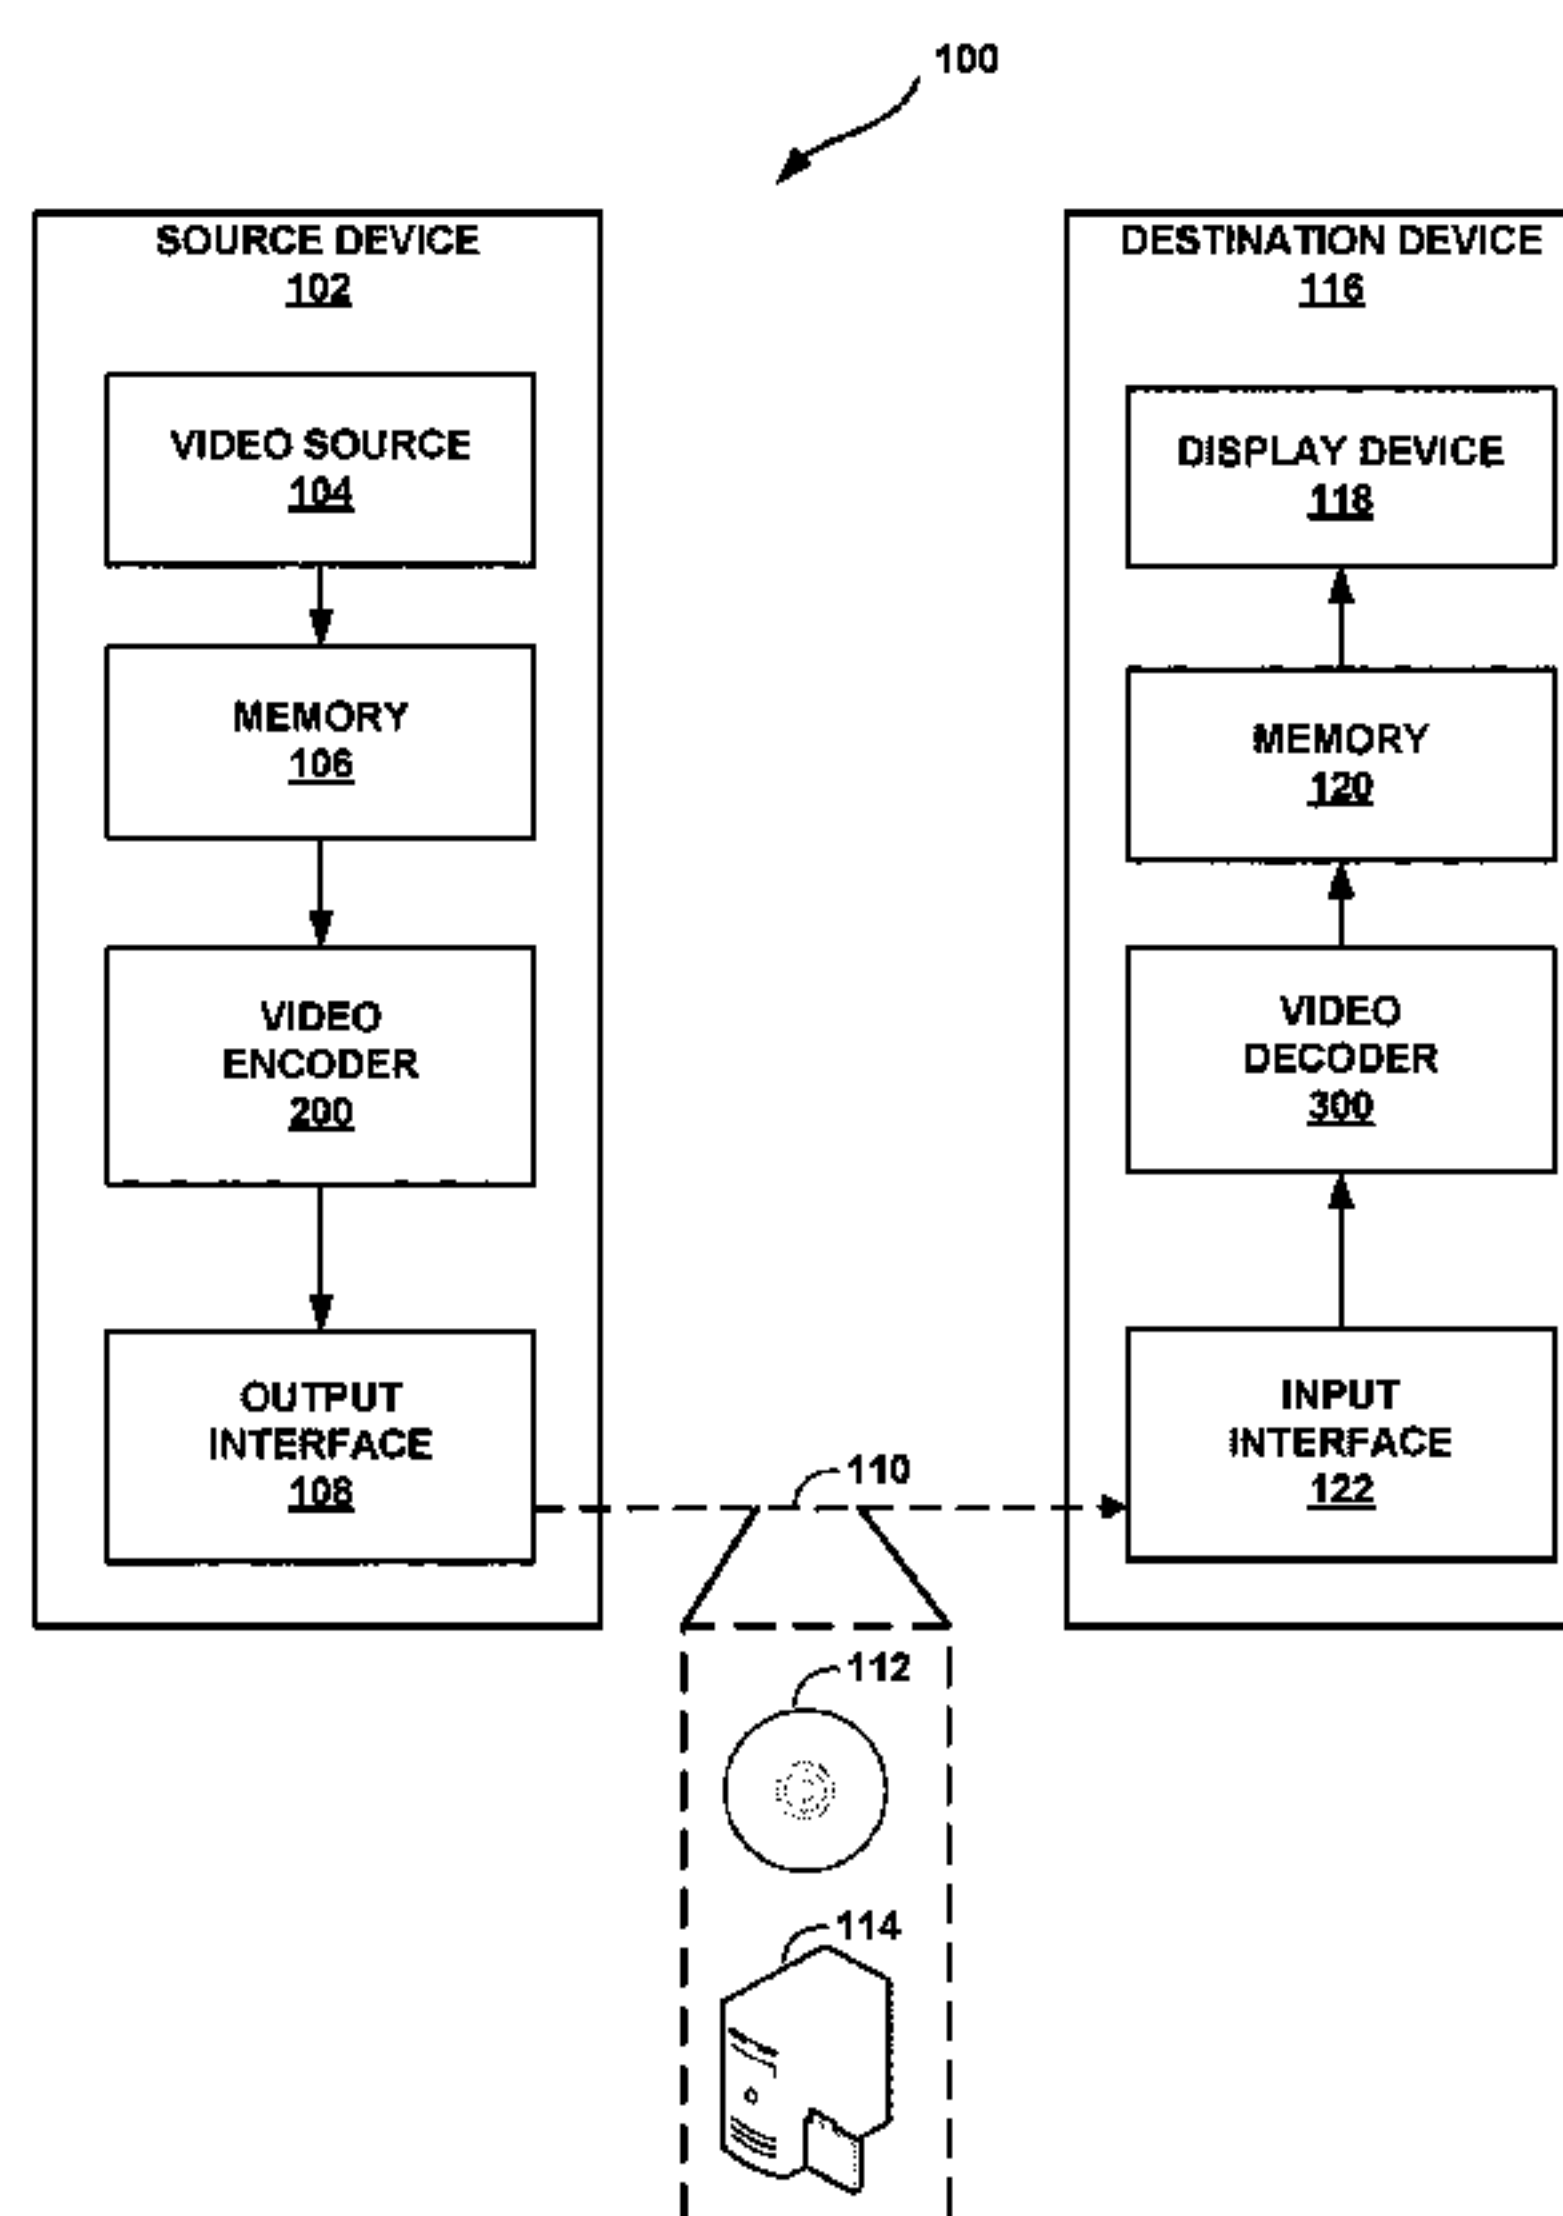 100
SOURCE DEVICE
102
VIDEO SOURCE
104
MEMORY
106
VIDEO
ENCODER
200
OUTPUT
INTERFACE
108
DESTINATION DEVICE
116
DISPLAY DEVICE
118
MEMORY
120
VIDEO
DECODER
300
INPUT
INTERFACE
122
110
112
114